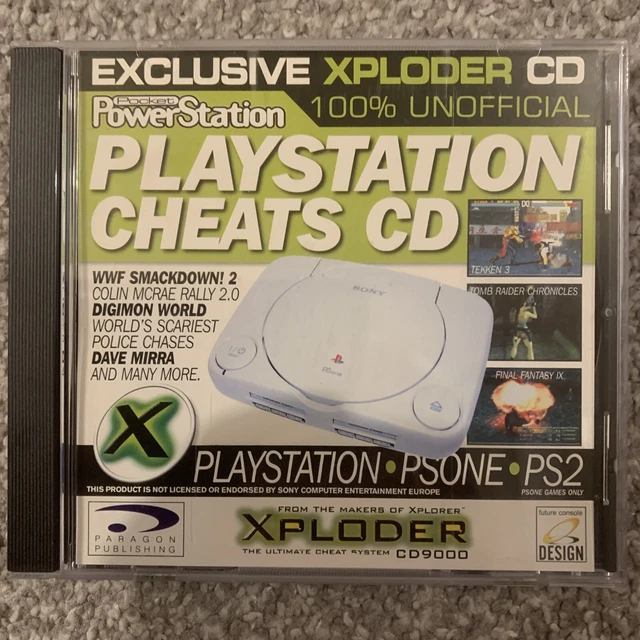 EXCLUSIVE XPLODER CD
Pocket
PowerStation
100% UNOFFICIAL
PLAYSTATION
CHEATS CD
WWF SMACKDOWN! 2
COLIN MCRAE RALLY 2.0
DIGIMON WORLD
WORLD'S SCARIEST
POLICE CHASES
DAVE MIRRA
AND MANY MORE.
SONY
PS one
TEKKEN 3
TOMB RAIDER CHRONICLES
FINAL FANTASY IX
X
PLAYSTATION • PSONE • PS2
THIS PRODUCT IS NOT LICENSED OR ENDORSED BY SONY COMPUTER ENTERTAINMENT EUROPE
PSONE GAMES ONLY
PARAGON
PUBLISHING
FROM THE MAKERS OF XPLORER
XPLODER
THE ULTIMATE CHEAT SYSTEM CD9000
future console
DESIGN